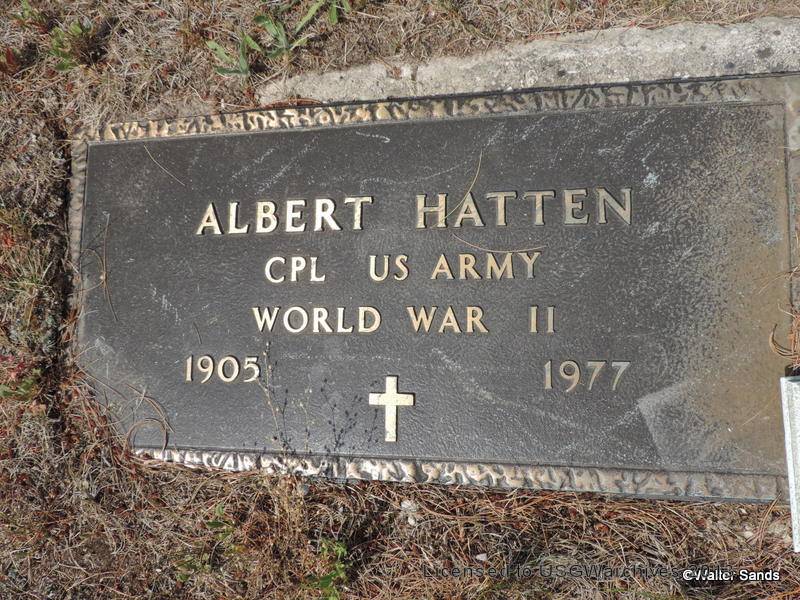 ALBERT HATTEN
CPL US ARMY
WORLD WAR II
1905 1977
Licensed to USGWarchives
©Walter Sands